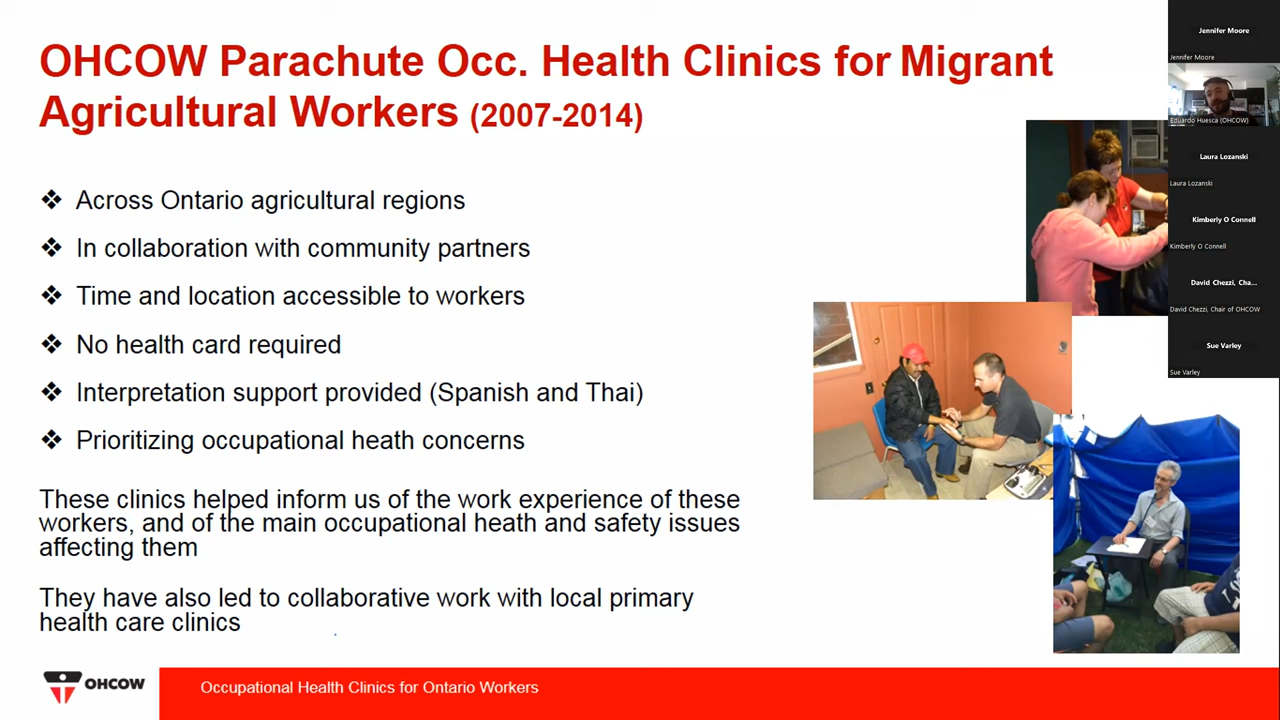 OHCOW Parachute Occ. Health Clinics for Migrant
Agricultural Workers (2007-2014)
❖ Across Ontario agricultural regions
❖ In collaboration with community partners
❖ Time and location accessible to workers
❖ No health card required
❖ Interpretation support provided (Spanish and Thai)
❖ Prioritizing occupational heath concerns
These clinics helped inform us of the work experience of these
workers, and of the main occupational heath and safety issues
affecting them
They have also led to collaborative work with local primary
health care clinics
OHCOW
Occupational Health Clinics for Ontario Workers
Jennifer Moore
Jennifer Moore
Eduardo Huesca (OHCOW)
Laura Lozanski
Laura Lozanski
Kimberly O Connell
Kimberly O Connell
David Chezzi, Cha...
David Chezzi, Chair of OHCOW
Sue Varley
Sue Varley